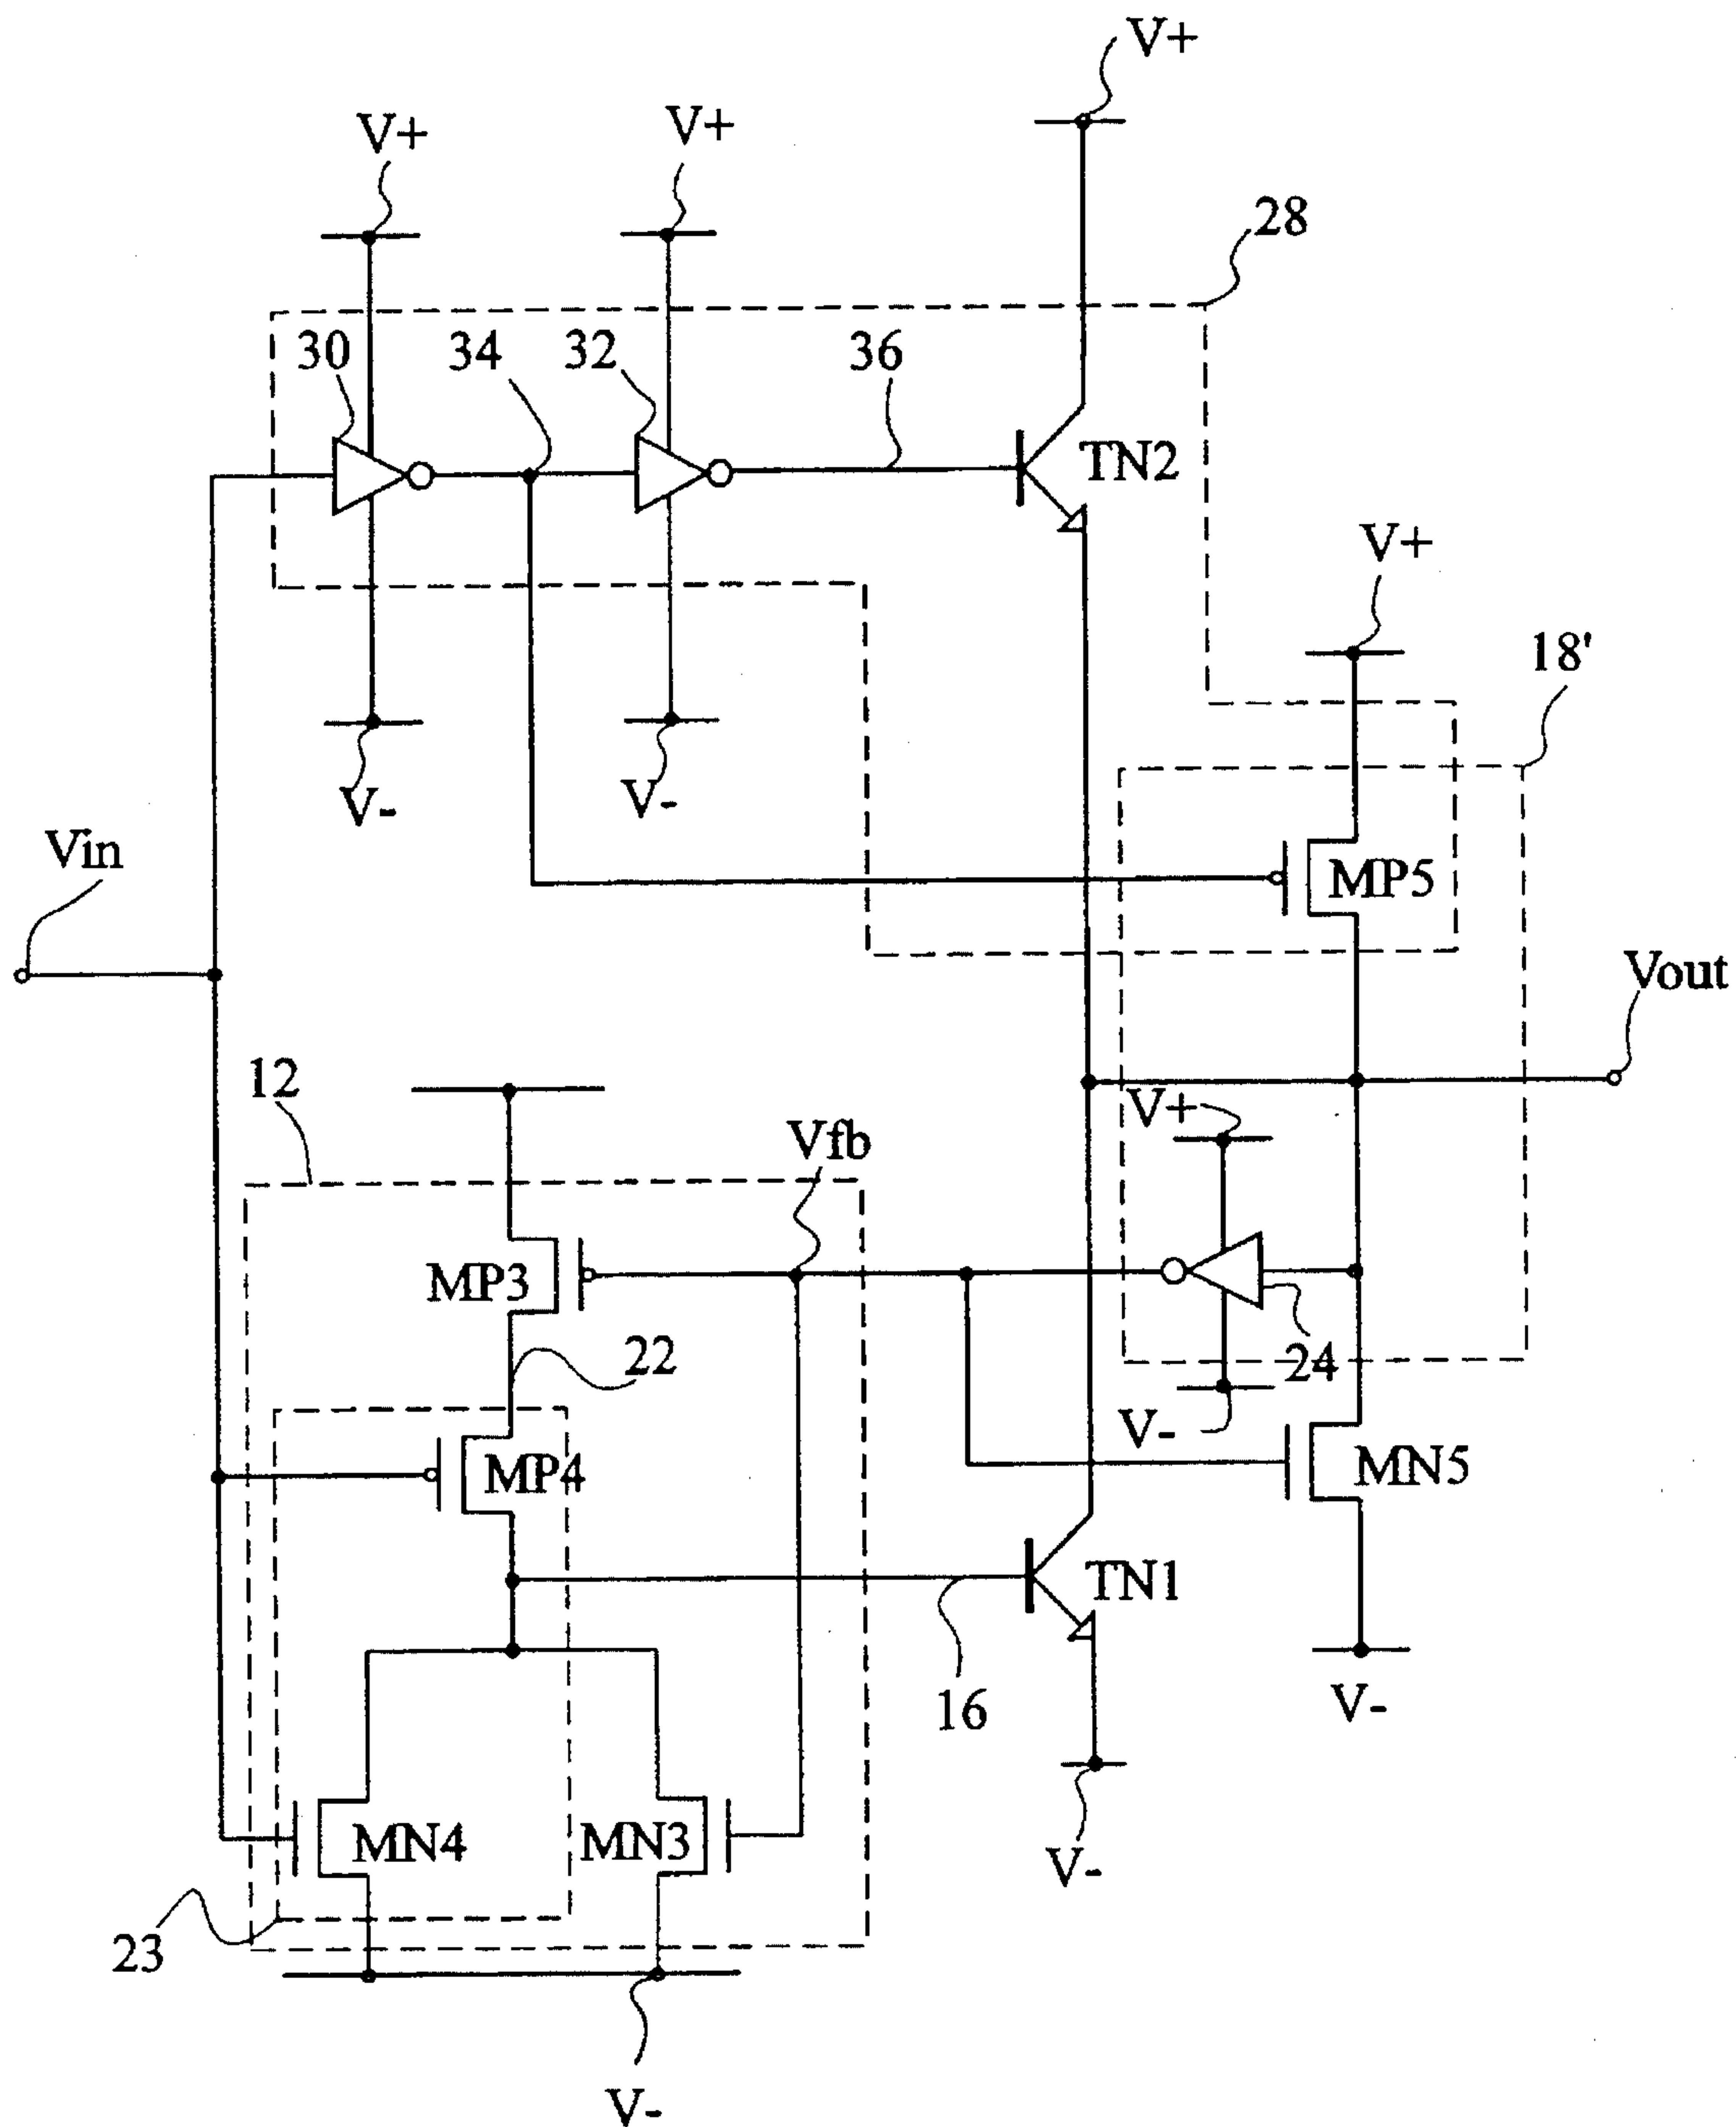 V+
V+
V+
28
30
34
32
36
TN2
V+
18'
V-
V-
Vin
MP5
Vout
12
V+
Vfb
MP3
22
24
V-
MP4
MN5
TN1
16
V-
MN4
MN3
V-
23
V-